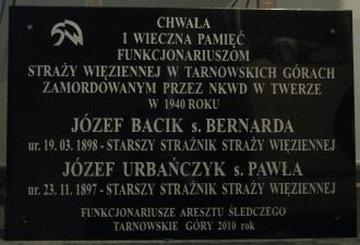 CHWAŁA
I WIECZNA PAMIĘĆ
FUNKCJONARIUSZOM
STRAŻY WIĘZIENNEJ W TARNOWSKICH GÓRACH
ZAMORDOWANYM PRZEZ NKWD W TWERZE
W 1940 ROKU
JÓZEF BACIK s. BERNARDA
ur. 19. 03. 1898 - STARSZY STRAŻNIK STRAŻY WIĘZIENNEJ
JÓZEF URBAŃCZYK s. PAWŁA
ur. 23. 11. 1897 - STARSZY STRAŻNIK STRAŻY WIĘZIENNEJ
FUNKCJONARIUSZE ARESZTU ŚLEDCZEGO
TARNOWSKIE GÓRY 2010 rok